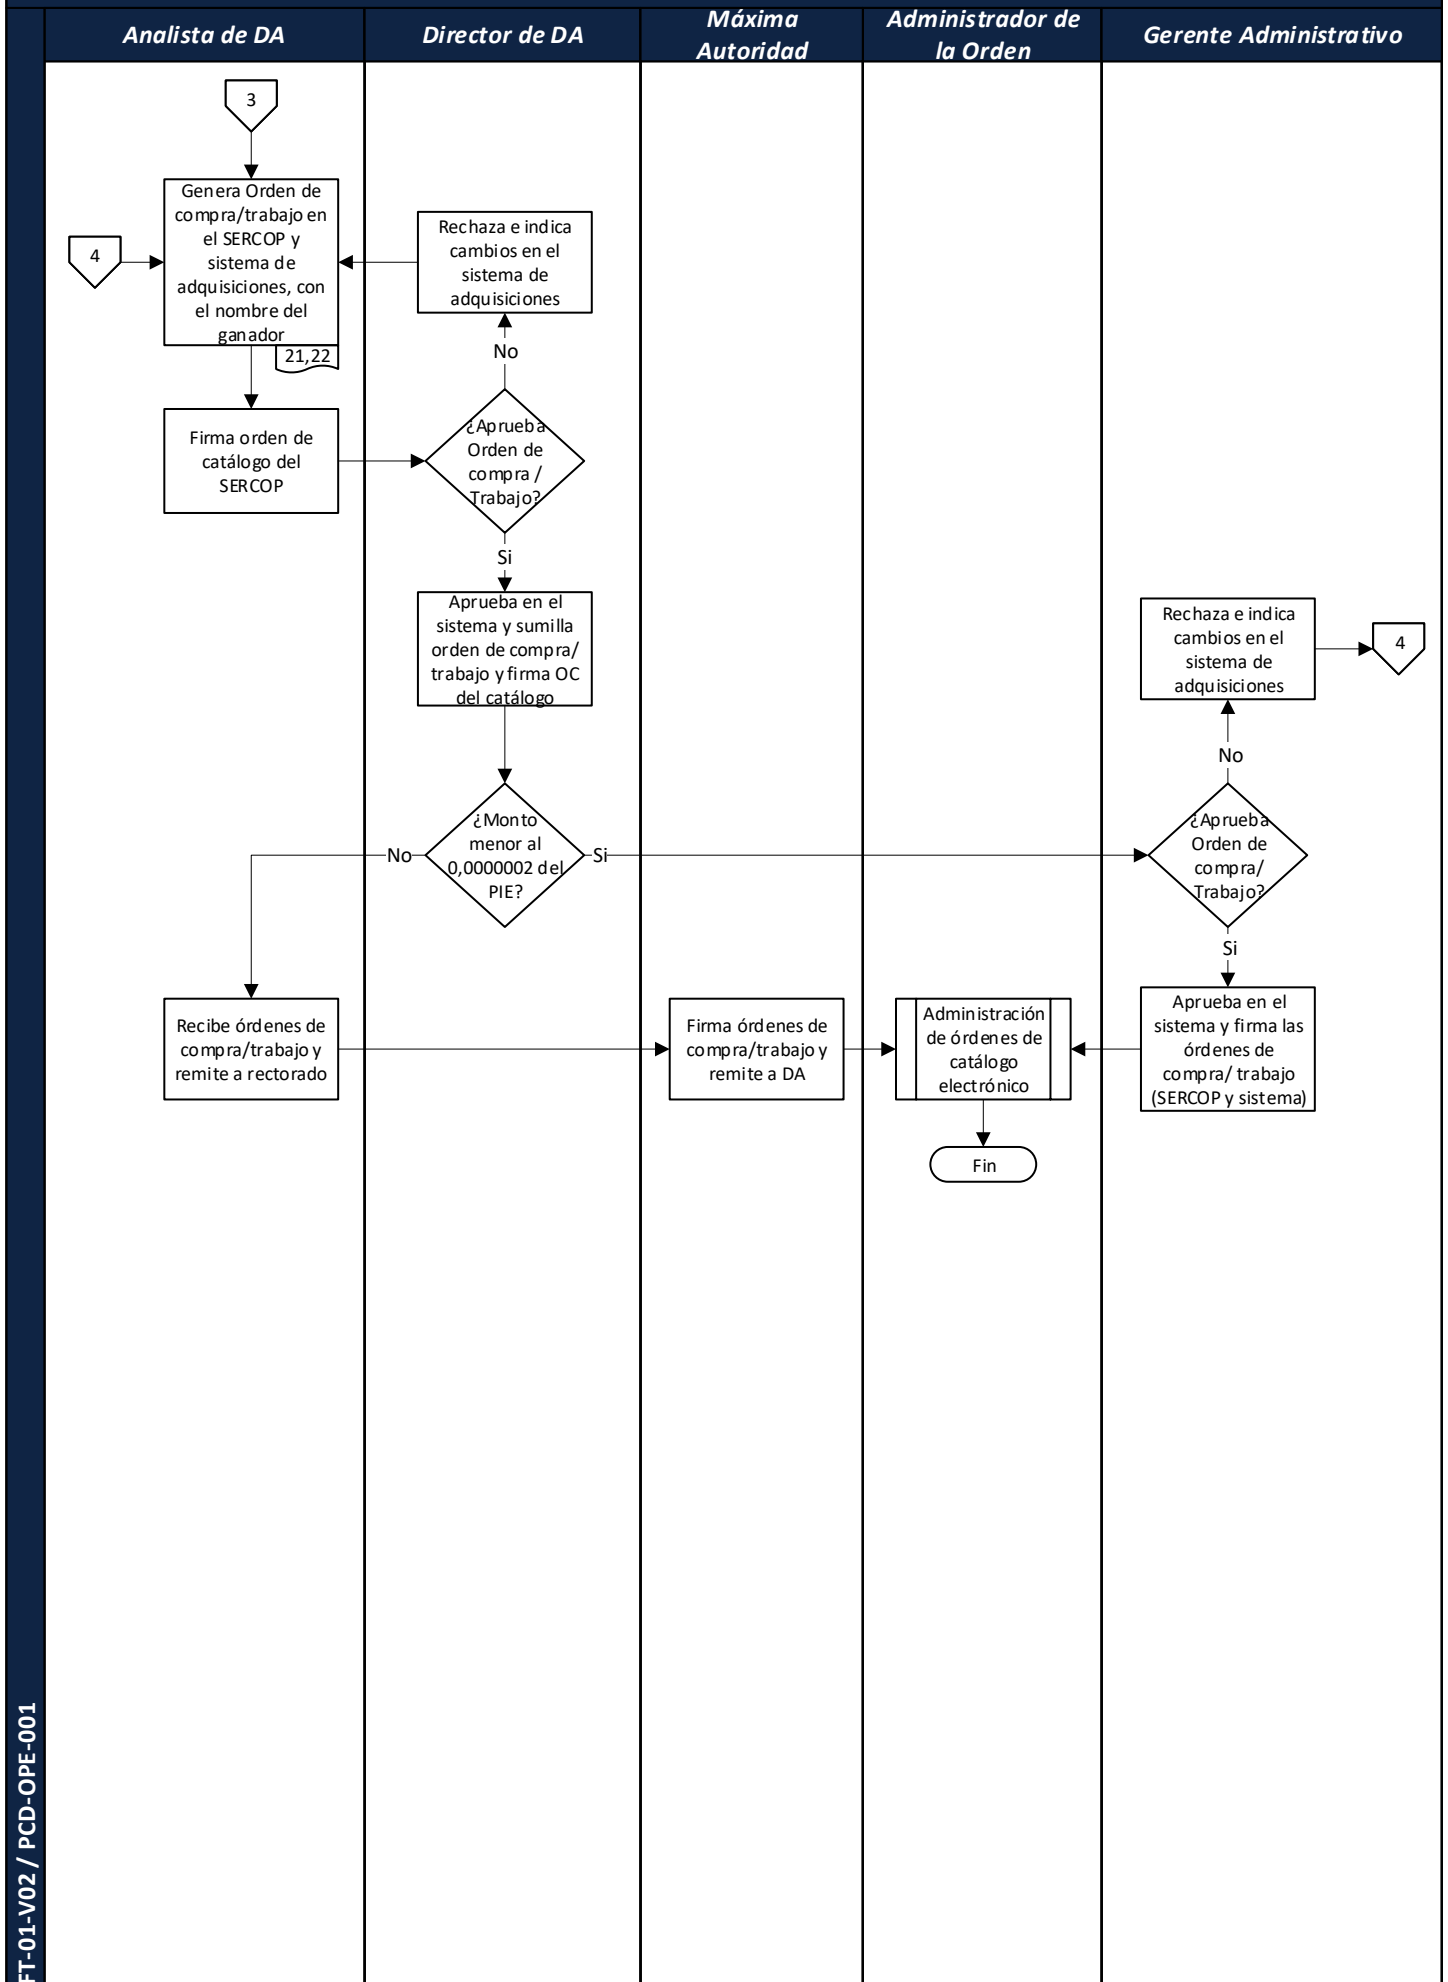 Analista de DA
Director de DA
Máxima
Autoridad
Administrador de
la Orden
Gerente Administrativo
3
Genera Orden de
compra/trabajo en
el SERCOP y
sistema de
adquisiciones, con
el nombre del
ganador
21,22
4
Rechaza e indica
cambios en el
sistema de
adquisiciones
No
Firma orden de
catálogo del
SERCOP
¿Aprueba
Orden de
compra /
Trabajo?
Si
Aprueba en el
sistema y sumilla
orden de compra/
trabajo y firma OC
del catálogo
Rechaza e indica
cambios en el
sistema de
adquisiciones
4
No
¿Monto
menor al
0,0000002 del
PIE?
No
Si
¿Aprueba
Orden de
compra/
Trabajo?
Si
Recibe órdenes de
compra/trabajo y
remite a rectorado
Firma órdenes de
compra/trabajo y
remite a DA
Administración
de órdenes de
catálogo
electrónico
Aprueba en el
sistema y firma las
órdenes de
compra/ trabajo
(SERCOP y sistema)
Fin
FT-01-V02 / PCD-OPE-001